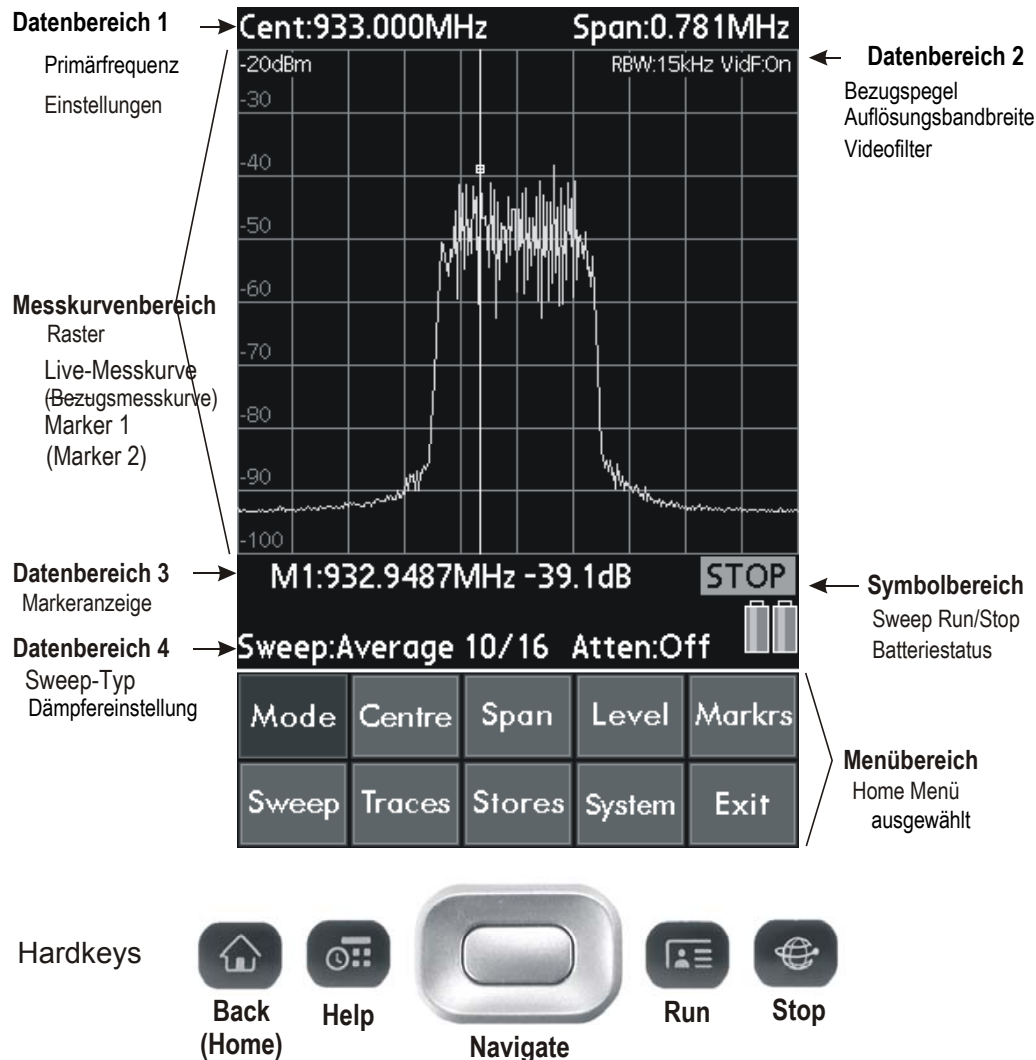 Datenbereich 1
Primärfrequenz
Einstellungen
Cent:933.000MHz Span:0.781MHz
-20dBm RBW:15kHz VidF:On
-30
-40
-50
-60
-70
-80
-90
-100
Datenbereich 2
Bezugspegel
Auflösungsbandbreite
Videofilter
Messkurvenbereich
Raster
Live-Messkurve
(Bezugsmesskurve)
Marker 1
(Marker 2)
Datenbereich 3
Markeranzeige
M1:932.9487MHz -39.1dB STOP
Symbolbereich
Sweep Run/Stop
Batteriestatus
Datenbereich 4
Sweep-Typ
Dämpfereinstellung
Sweep:Average 10/16 Atten:Off
Mode Centre Span Level Markrs
Sweep Traces Stores System Exit
Menübereich
Home Menü
ausgewählt
Hardkeys
Back
(Home)
Help
Navigate
Run
Stop